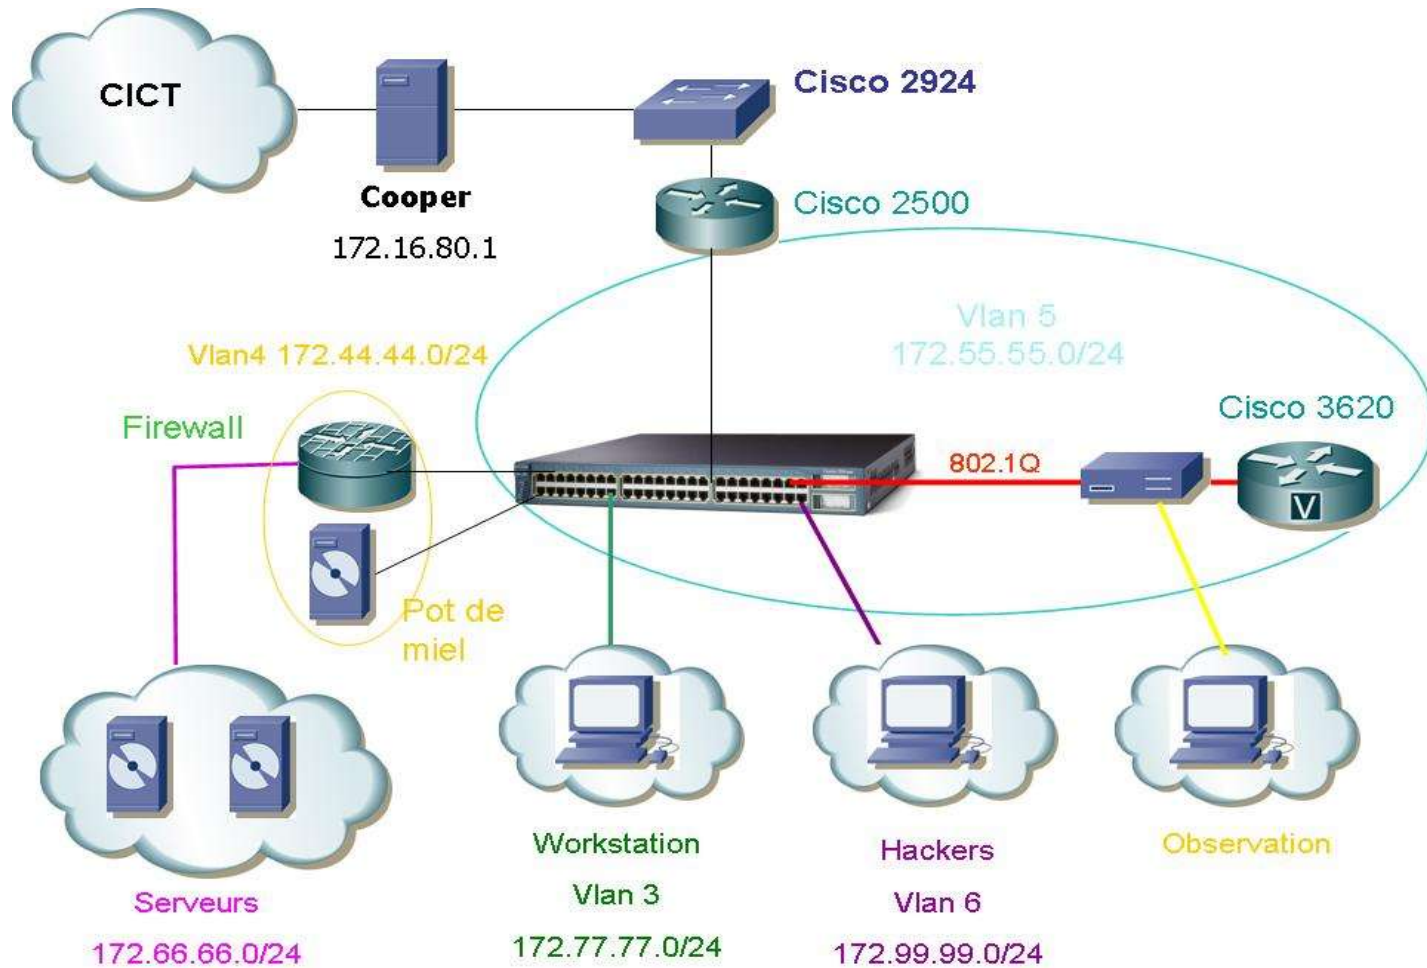 CICT
Cisco 2924
Cooper
172.16.80.1
Cisco 2500
Vlan 5
172.55.55.0/24
Vlan4 172.44.44.0/24
Firewall
Cisco 3620
802.1Q
V
Pot de
miel
Workstation
Vlan 3
172.77.77.0/24
Hackers
Vlan 6
172.99.99.0/24
Observation
Serveurs
172.66.66.0/24